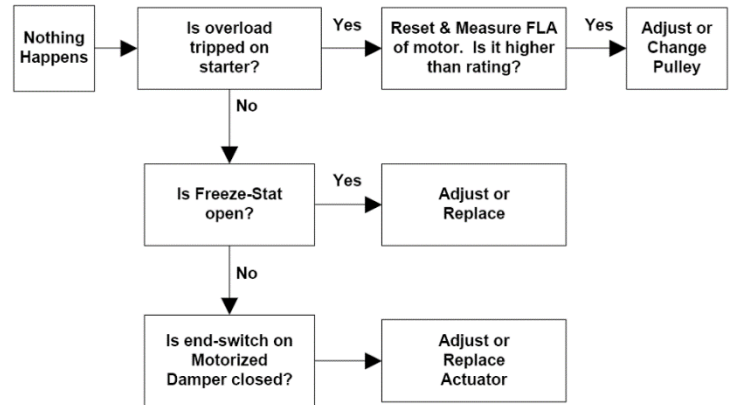 Nothing
Happens
Is overload
tripped on
starter?
Yes
Reset & Measure FLA
of motor.  Is it higher
than rating?
Yes
Adjust or
Change
Pulley
No
Is Freeze-Stat
open?
Yes
Adjust or
Replace
No
Is end-switch on
Motorized
Damper closed?
Adjust or
Replace
Actuator